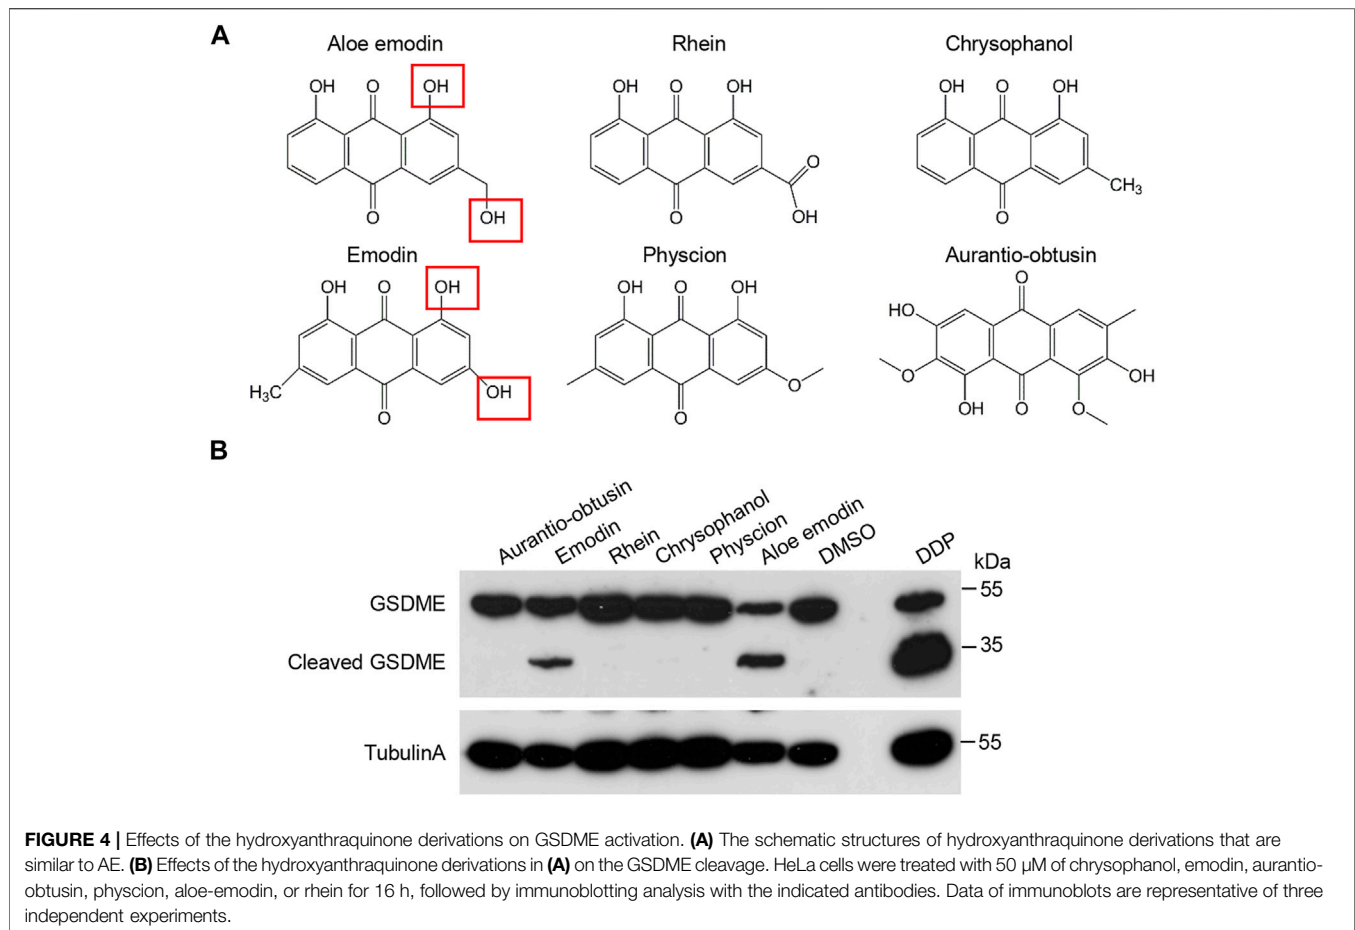 A
Aloe emodin
Rhein
Chrysophanol
OH
O
OH
OH
O
OH
OH
O
OH
O
OH
O
OH
O
CH₃
O
Emodin
Physcion
Aurantio-obtusin
OH
O
OH
OH
O
OH
O
HO
H₃C
O
OH
O
O
O
OH
O
O
OH
B
Aurantio-obtusin
Emodin
Rhein
Chrysophanol
Physcion
Aloe emodin
DMSO
DDP
kDa
GSDME
55
Cleaved GSDME
35
TubulinA
55
FIGURE 4 | Effects of the hydroxyanthraquinone derivations on GSDME activation. (A) The schematic structures of hydroxyanthraquinone derivations that are
similar to AE. (B) Effects of the hydroxyanthraquinone derivations in (A) on the GSDME cleavage. HeLa cells were treated with 50 μM of chrysophanol, emodin, aurantio-
obtusin, physcion, aloe-emodin, or rhein for 16 h, followed by immunoblotting analysis with the indicated antibodies. Data of immunoblots are representative of three
independent experiments.